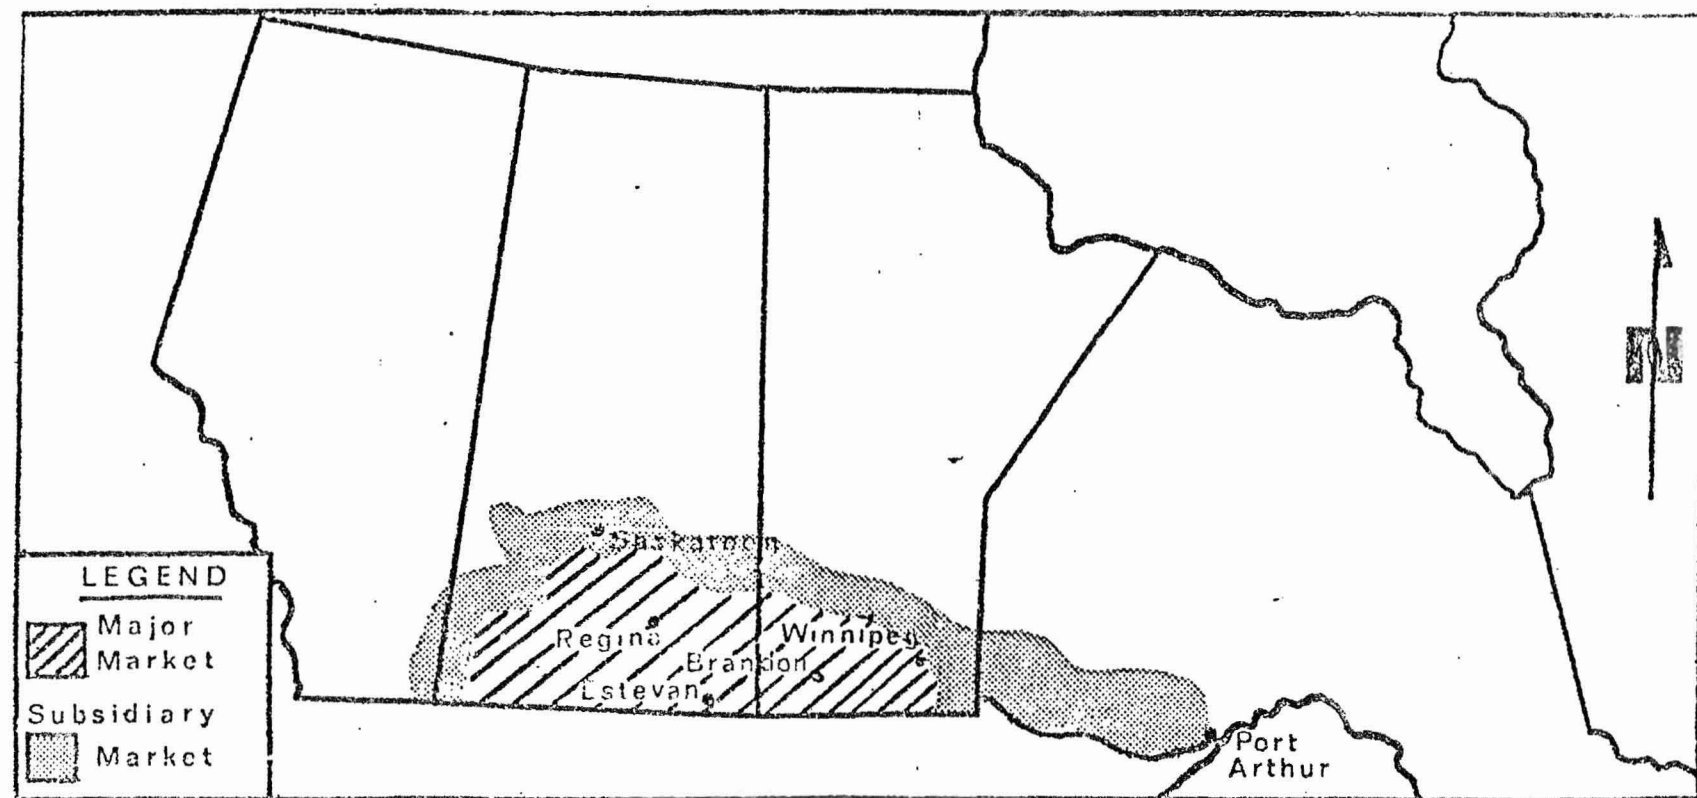 Saskatoon
Regina
Winnipeg
Brandon
Estevan
Port
Arthur
LEGEND
Major
Market
Subsidiary
Market
N